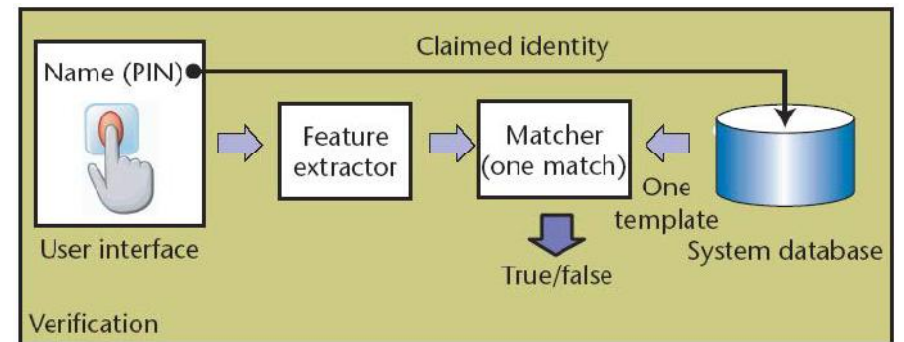 Claimed identity
Name (PIN)
Feature
extractor
Matcher
(one match)
One
template
User interface
System database
True/false
Verification